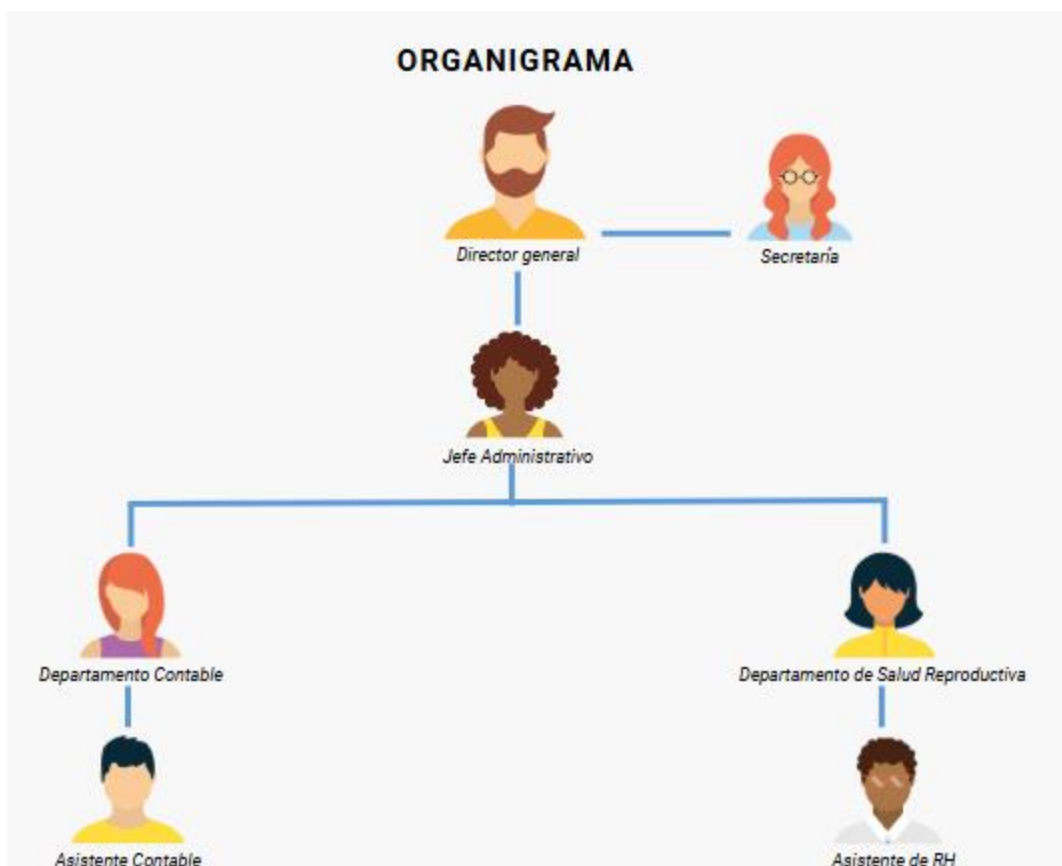 ORGANIGRAMA
Director general
Secretaría
Jefe Administrativo
Departamento Contable
Departamento de Salud Reproductiva
Asistente Contable
Asistente de RH